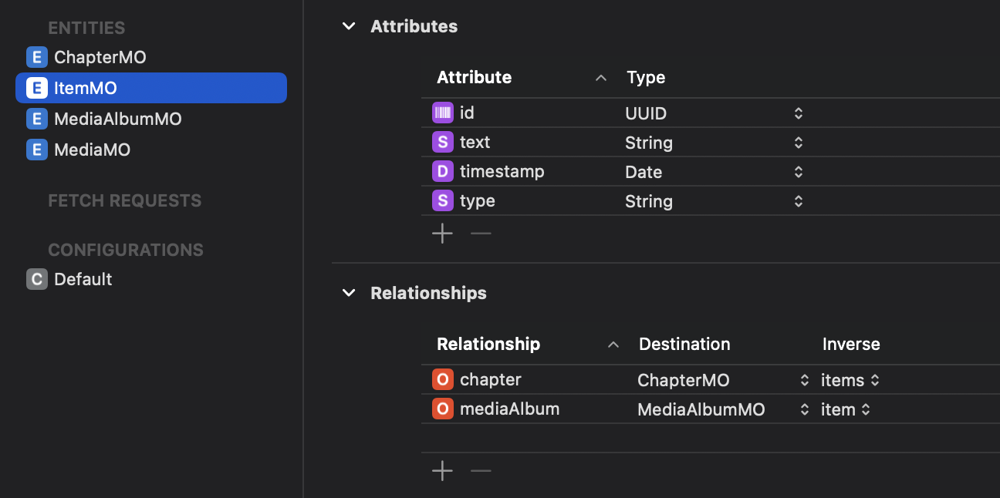 ENTITIES
E ChapterMO
E ItemMO
E MediaAlbumMO
E MediaMO
FETCH REQUESTS
CONFIGURATIONS
C Default
Attributes
Attribute Type
id UUID
S text String
D timestamp Date
S type String
Relationships
Relationship Destination Inverse
O chapter ChapterMO items
O mediaAlbum MediaAlbumMO item